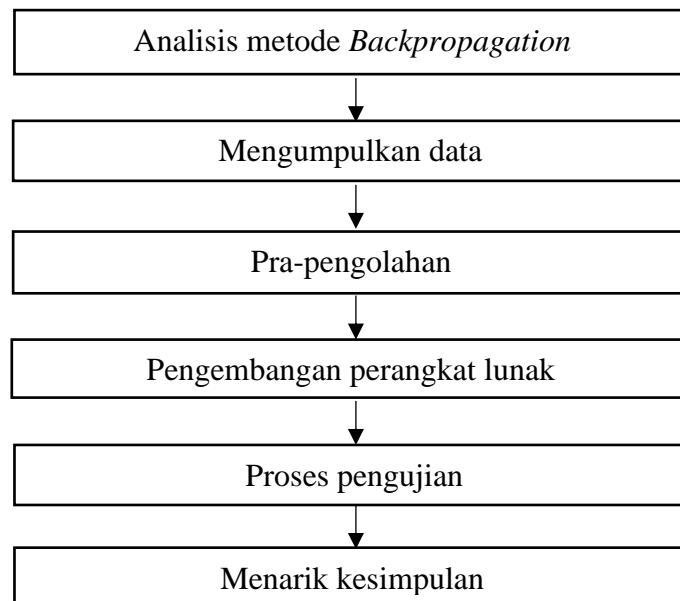 Analisis metode Backpropagation
Mengumpulkan data
Pra-pengolahan
Pengembangan perangkat lunak
Proses pengujian
Menarik kesimpulan